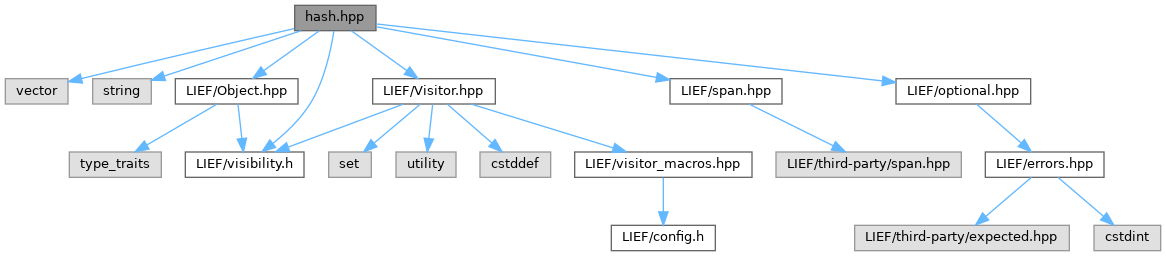 hash.hpp
vector
string
LIEF/Object.hpp
LIEF/Visitor.hpp
LIEF/span.hpp
LIEF/optional.hpp
type_traits
LIEF/visibility.h
set
utility
cstddef
LIEF/visitor_macros.hpp
LIEF/third-party/span.hpp
LIEF/errors.hpp
LIEF/config.h
LIEF/third-party/expected.hpp
cstdint